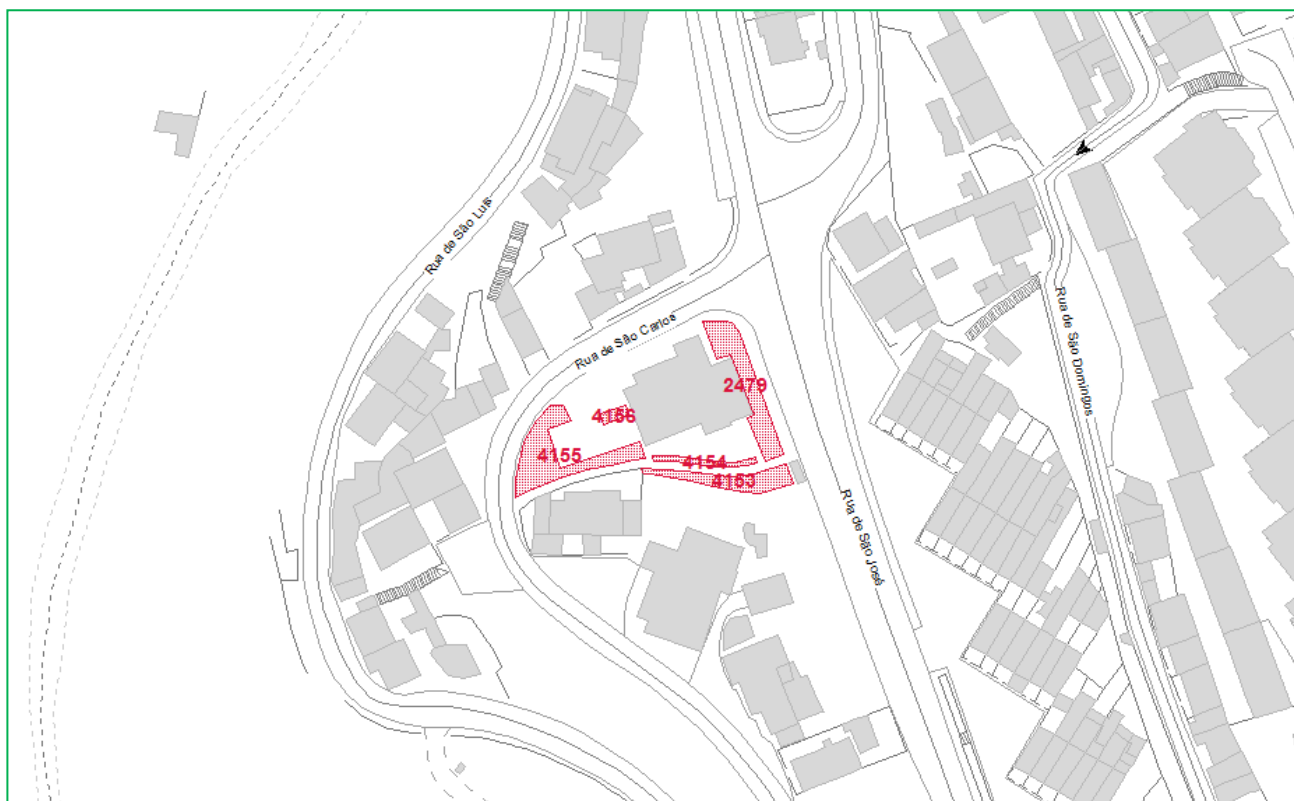 Rua de São Luís
Rua de São Carlos
2479
4156
4155
4154
4153
Rua de São José
Rua de São Domingos